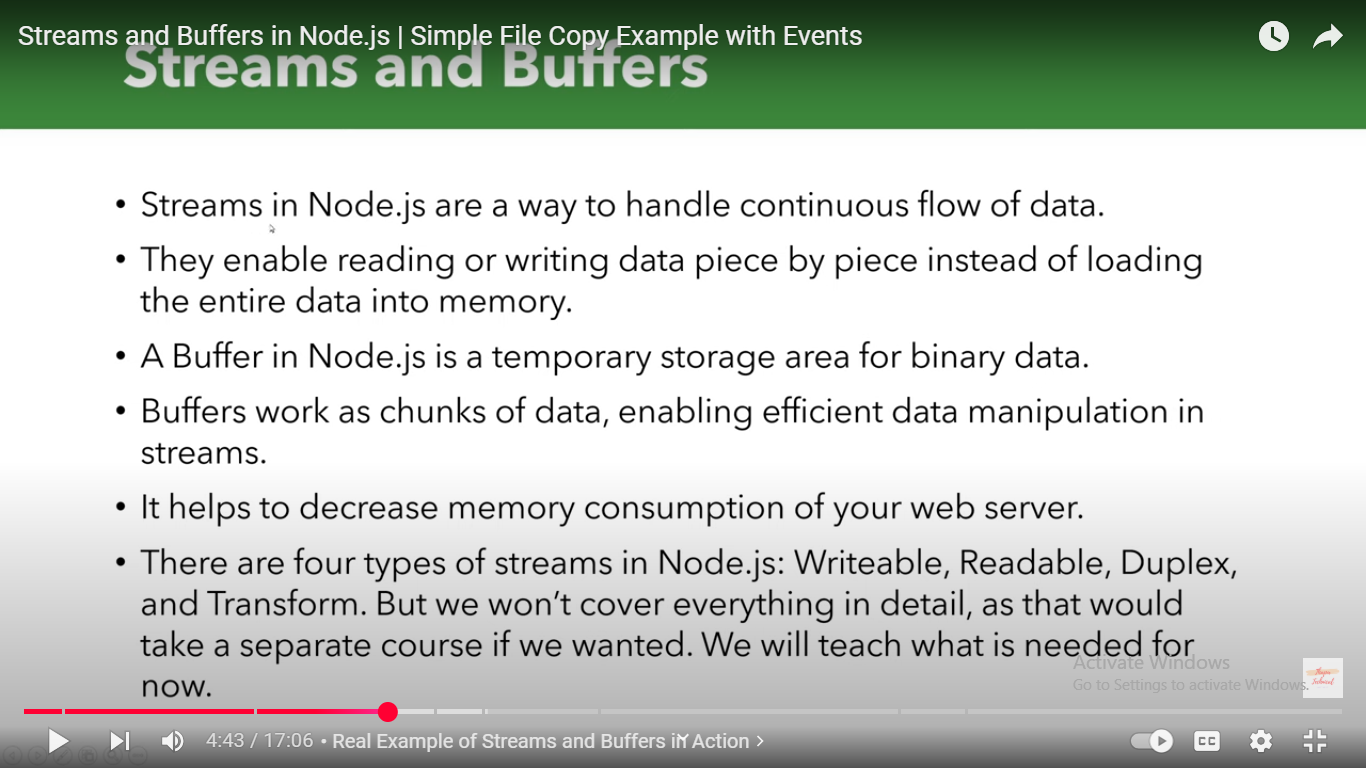 Streams and Buffers in Node.js | Simple File Copy Example with Events
Streams and Buffers
• Streams in Node.js are a way to handle continuous flow of data.
• They enable reading or writing data piece by piece instead of loading
the entire data into memory.
• A Buffer in Node.js is a temporary storage area for binary data.
• Buffers work as chunks of data, enabling efficient data manipulation in
streams.
• It helps to decrease memory consumption of your web server.
• There are four types of streams in Node.js: Writeable, Readable, Duplex,
and Transform. But we won't cover everything in detail, as that would
take a separate course if we wanted. We will teach what is needed for
now.
Activate Windows
Go to Settings to activate Windows.
4:43 / 17:06 • Real Example of Streams and Buffers in Action
CC